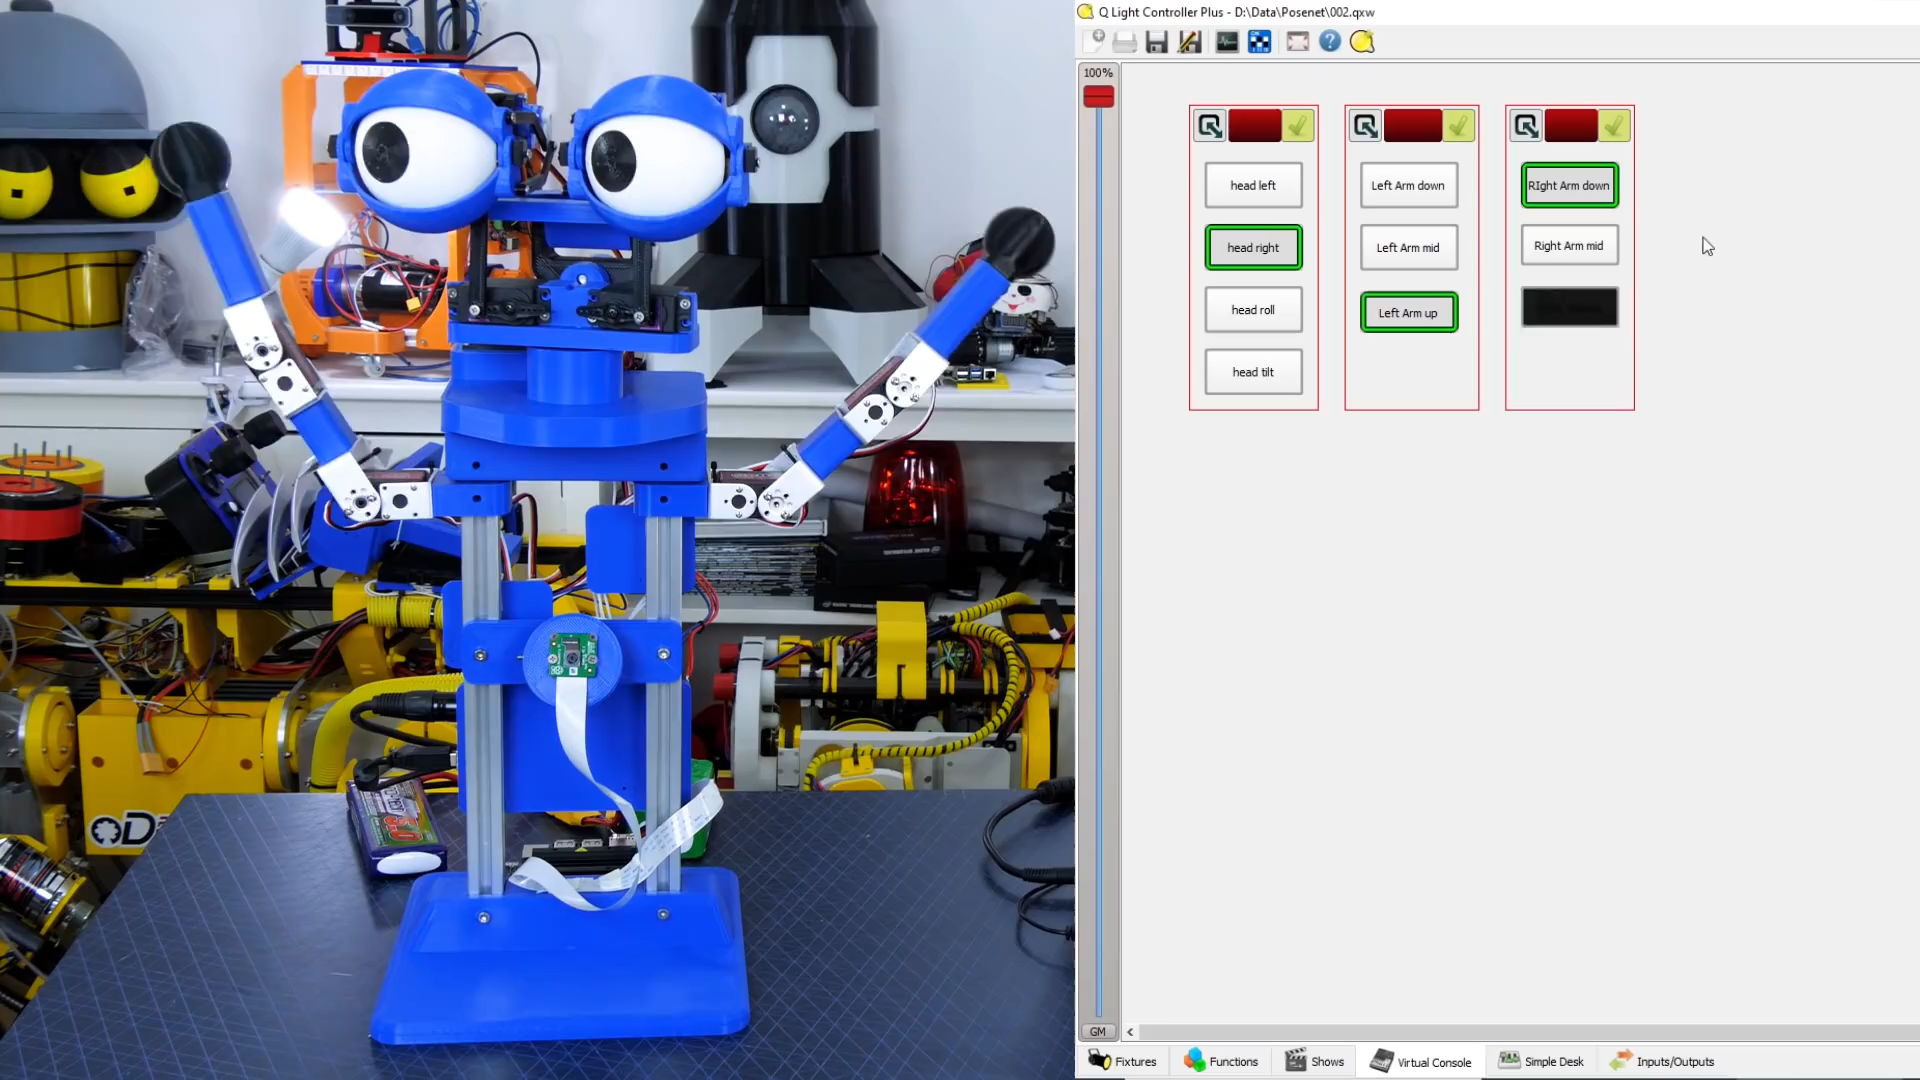 Q Light Controller Plus - D:\Data\Posenet\002.qxw
100%
head left
Left Arm down
RIght Arm down
head right
Left Arm mid
Right Arm mid
head roll
Left Arm up
head tilt
GM
Fixtures
Functions
Shows
Virtual Console
Simple Desk
Inputs/Outputs